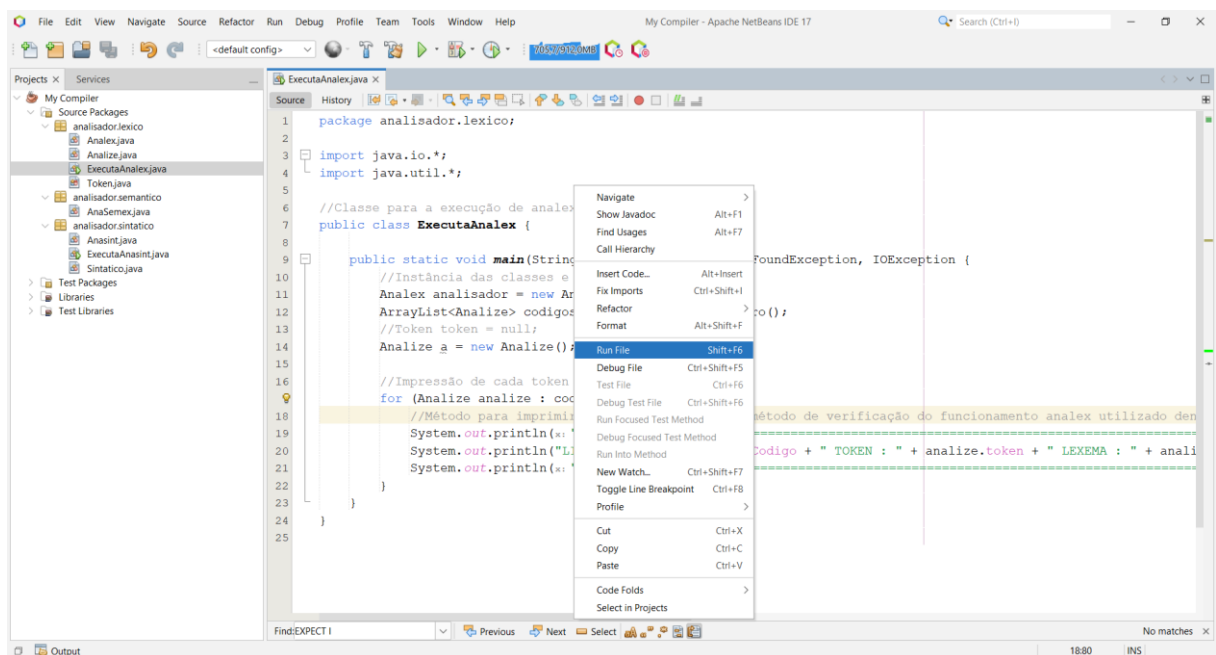 File Edit View Navigate Source Refactor Run Debug Profile Team Tools Window Help My Compiler - Apache NetBeans IDE 17 Search (Ctrl+I)
<default config>
Projects Services
ExecutaAnalex.java
My Compiler
Source Packages
analisador.lexico
Analex.java
Analize.java
ExecutaAnalex.java
Token.java
analisador.semantico
AnaSemex.java
analisador.sintatico
Anasint.java
ExecutaAnasint.java
Sintatico.java
Test Packages
Libraries
Test Libraries
Source History
1 package analisador.lexico;
2
3 import java.io.*;
4 import java.util.*;
5
6 //Classe para a execução de analex
7 public class ExecutaAnalex {
8
9 public static void main(String FoundException, IOException {
10 //Instância das classes e
11 Analex analisador = new An
12 ArrayList<Analize> codigos ro();
13 //Token token = null;
14 Analize a = new Analize();
15
16 //Impressão de cada token
for (Analize analize : cod
18 //Método para imprimir método de verificação do funcionamento analex utilizado den
19 System.out.println(x: "
20 System.out.println("LI Codigo + " TOKEN : " + analize.token + " LEXEMA : " + anali
21 System.out.println(x: "
22 }
23 }
24 }
25
Navigate
Show Javadoc Alt+F1
Find Usages Alt+F7
Call Hierarchy
Insert Code... Alt+Insert
Fix Imports Ctrl+Shift+I
Refactor
Format Alt+Shift+F
Run File Shift+F6
Debug File Ctrl+Shift+F5
Test File Ctrl+F6
Debug Test File Ctrl+Shift+F6
Run Focused Test Method
Debug Focused Test Method
Run Into Method
New Watch... Ctrl+Shift+F7
Toggle Line Breakpoint Ctrl+F8
Profile
Cut Ctrl+X
Copy Ctrl+C
Paste Ctrl+V
Code Folds
Select in Projects
Find: EXPECT I Previous Next Select No matches
Output 18:80 INS